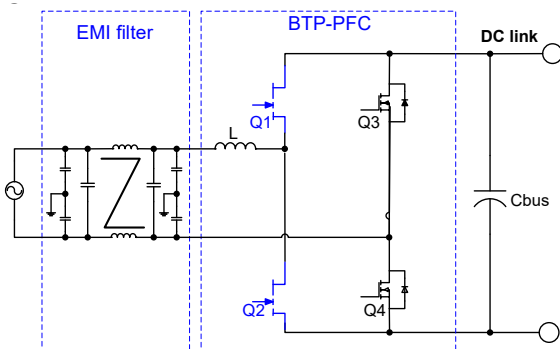 EMI filter
BTP-PFC
DC link
Q1
Q3
L
Cbus
Q2
Q4